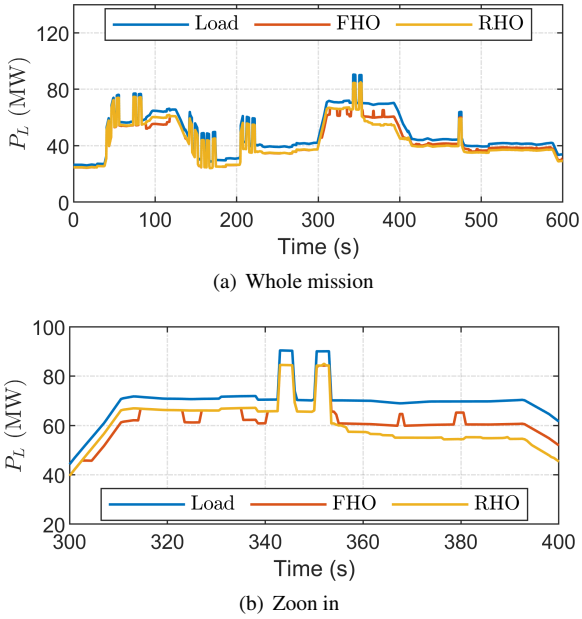 Load FHO RHO
P_L (MW)
120
80
40
0
0 100 200 300 400 500 600
Time (s)
(a) Whole mission
P_L (MW)
100
80
60
40
20
Load FHO RHO
300 320 340 360 380 400
Time (s)
(b) Zoon in